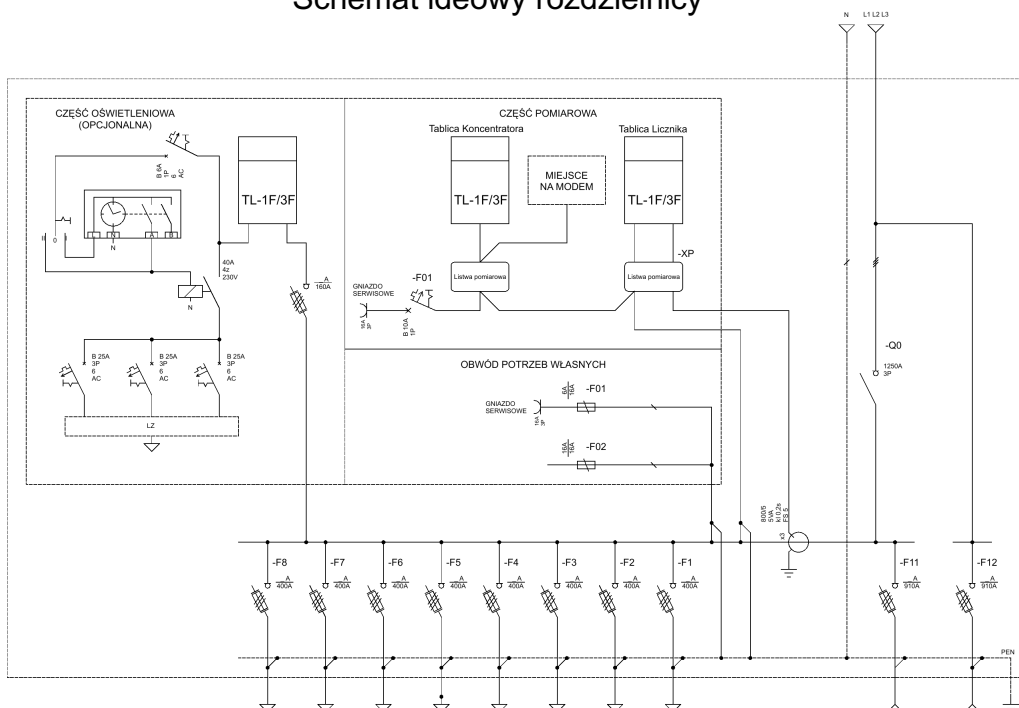 Schemat ideowy rozdzielnicy
N
L1 L2 L3
CZĘŚĆ OŚWIETLENIOWA
(OPCJONALNA)
B 6A
1P
6
AC
TL-1F/3F
L
N
A
B
N
II
0
I
40A
4z
230V
N
A
160A
B 25A
3P
6
AC
B 25A
3P
6
AC
B 25A
3P
6
AC
LZ
CZĘŚĆ POMIAROWA
Tablica Koncentratora
TL-1F/3F
MIEJSCE
NA MODEM
Tablica Licznika
TL-1F/3F
-XP
Listwa pomiarowa
Listwa pomiarowa
-F01
GNIAZDO
SERWISOWE
16A
3P
B 10A
1P
OBWÓD POTRZEB WŁASNYCH
6A
16A
-F01
GNIAZDO
SERWISOWE
16A
3P
16A
16A
-F02
-Q0
1250A
3P
800/5
5VA
kl 0,2s
FS 5
x3
-F8
A
400A
-F7
A
400A
-F6
A
400A
-F5
A
400A
-F4
A
400A
-F3
A
400A
-F2
A
400A
-F1
A
400A
-F11
A
910A
-F12
A
910A
PEN